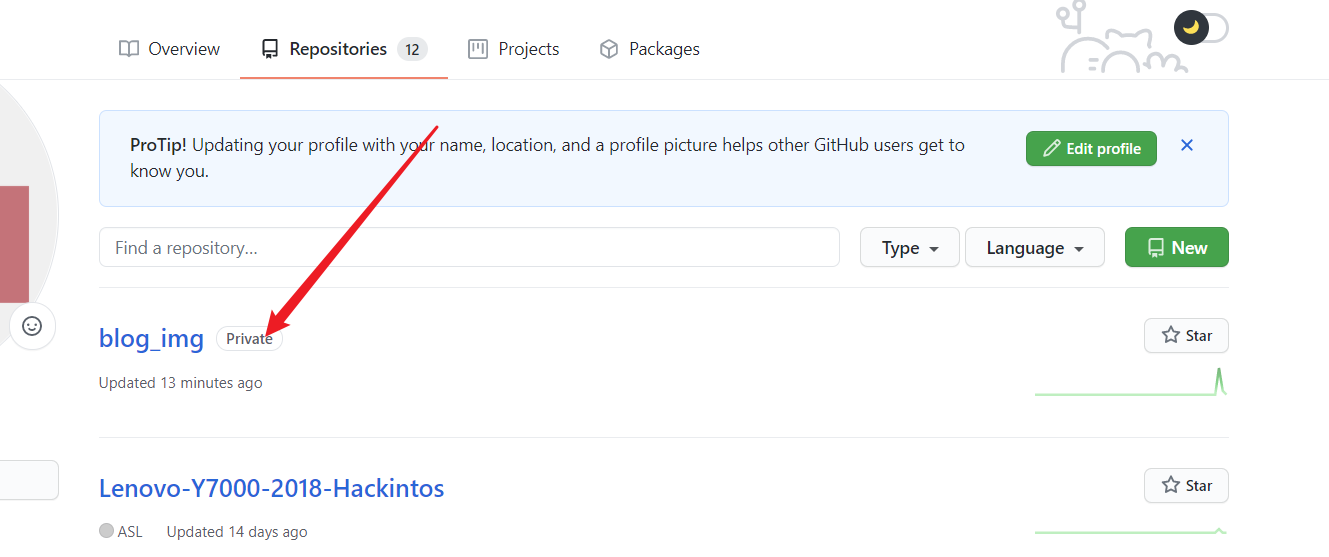 Overview Repositories 12 Projects Packages
ProTip! Updating your profile with your name, location, and a profile picture helps other GitHub users get to
know you.
Edit profile
Find a repository...
Type
Language
New
blog_img Private
Star
Updated 13 minutes ago
Lenovo-Y7000-2018-Hackintos
Star
ASL Updated 14 days ago